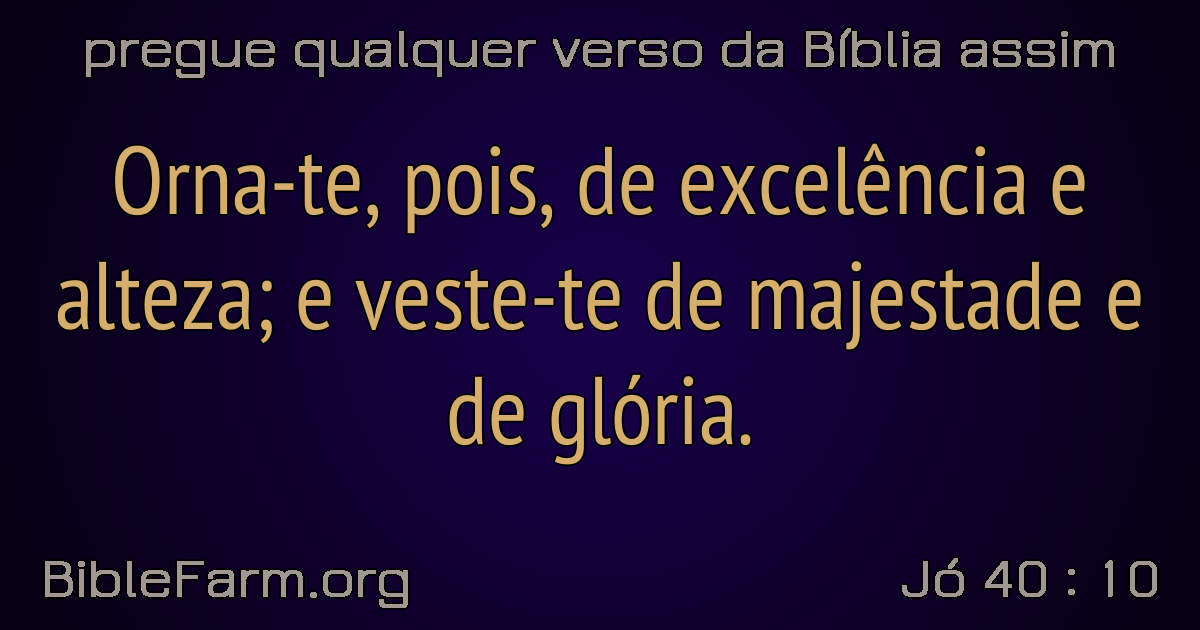 pregue qualquer verso da Bíblia assim
Orna-te, pois, de excelência e
alteza; e veste-te de majestade e
de glória.
BibleFarm.org
Jó 40 : 10